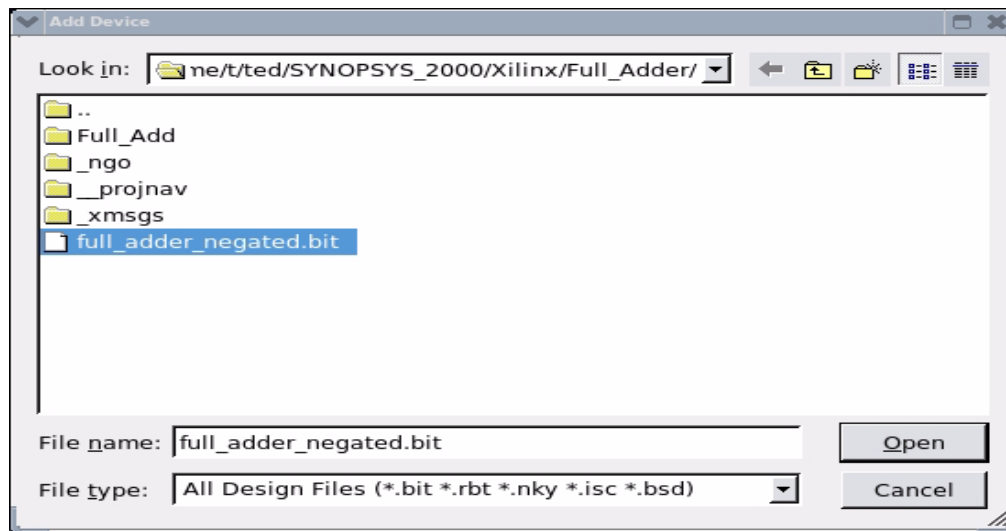 Add Device
Look in: me/t/ted/SYNOPSYS_2000/Xilinx/Full_Adder/
..
Full_Add
_ngo
__projnav
_xmsgs
full_adder_negated.bit
File name: full_adder_negated.bit Open
File type: All Design Files (*.bit *.rbt *.nky *.isc *.bsd) Cancel